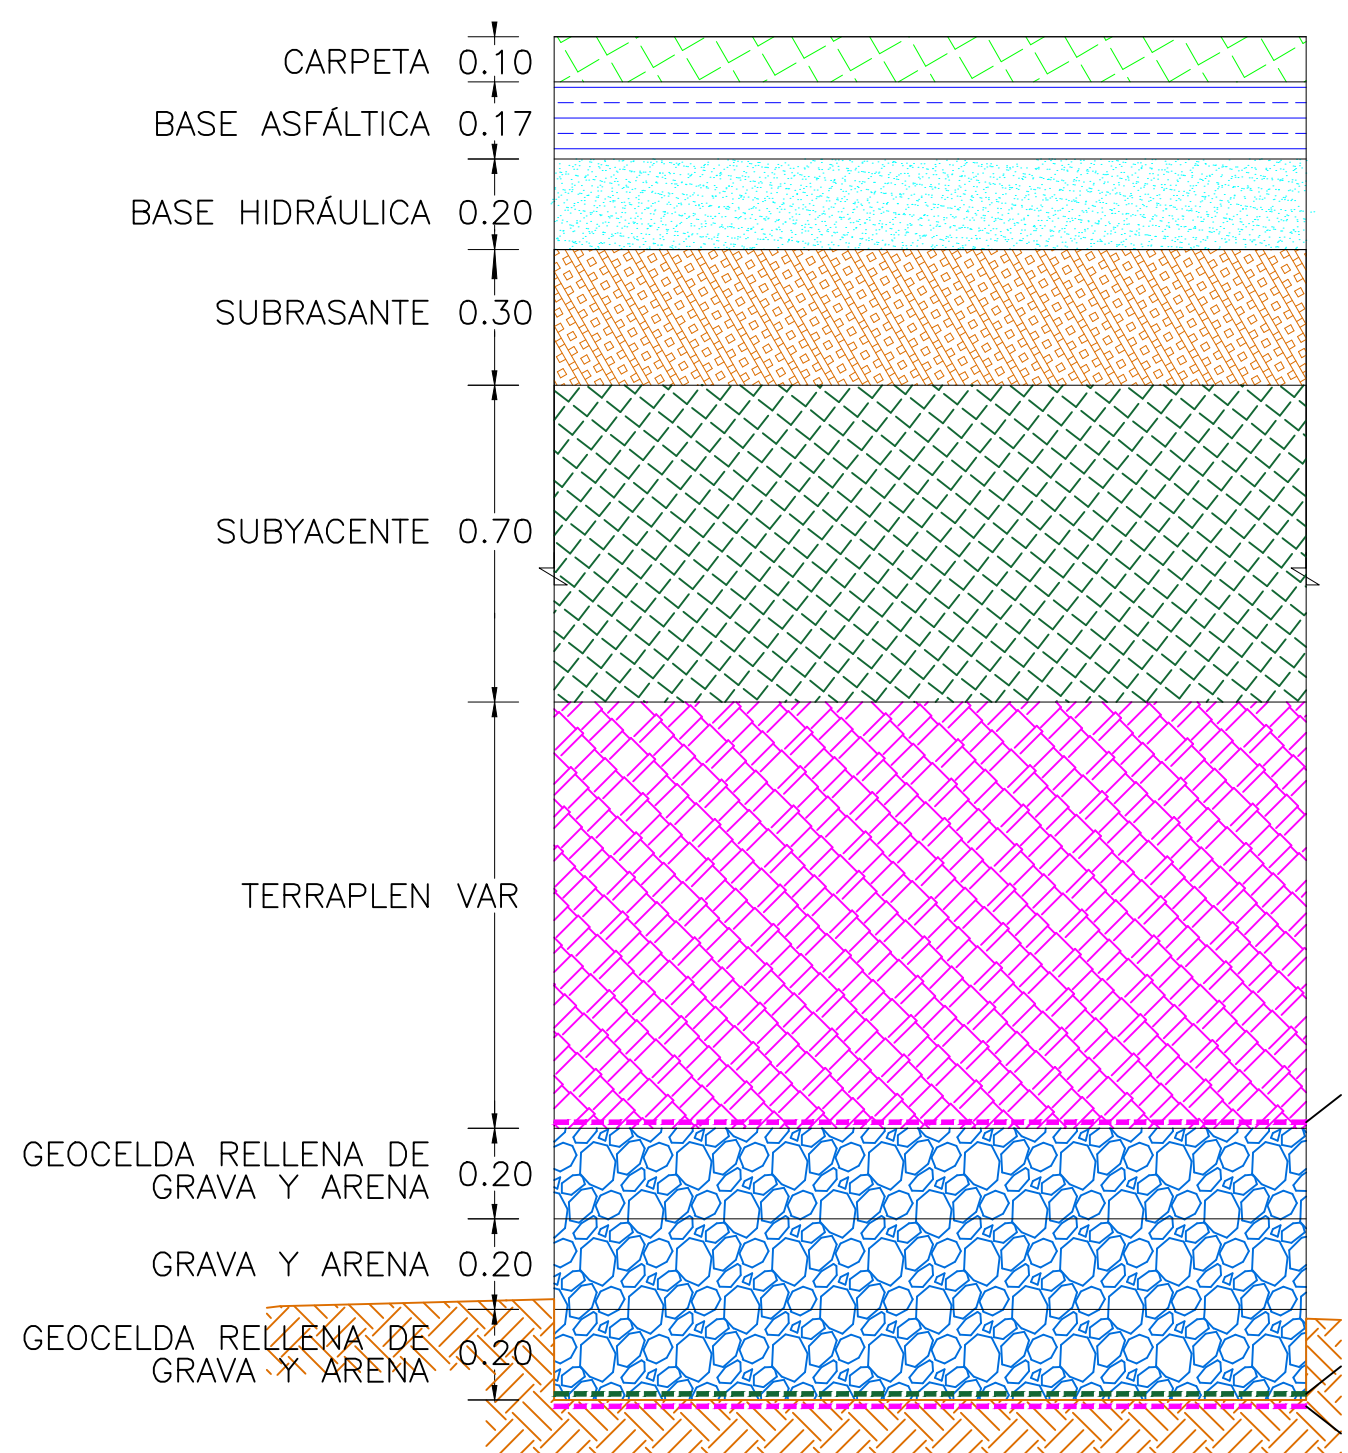 CARPETA 0.10
BASE ASFÁLTICA 0.17
BASE HIDRÁULICA 0.20
SUBRASANTE 0.30
SUBYACENTE 0.70
TERRAPLEN VAR
GEOCELDA RELLENA DE
GRAVA Y ARENA 0.20
GRAVA Y ARENA 0.20
GEOCELDA RELLENA DE
GRAVA Y ARENA 0.20